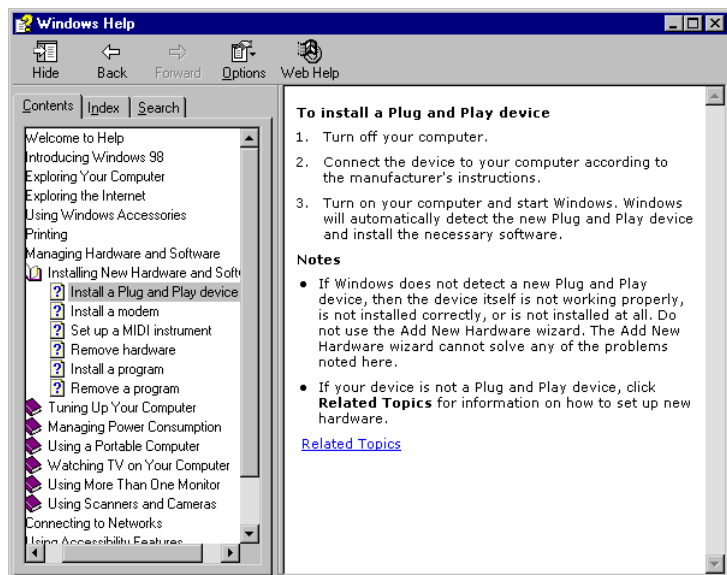 Windows Help
Hide Back Forward Options Web Help
Contents Index Search
Welcome to Help
Introducing Windows 98
Exploring Your Computer
Exploring the Internet
Using Windows Accessories
Printing
Managing Hardware and Software
Installing New Hardware and Soft
Install a Plug and Play device
Install a modem
Set up a MIDI instrument
Remove hardware
Install a program
Remove a program
Tuning Up Your Computer
Managing Power Consumption
Using a Portable Computer
Watching TV on Your Computer
Using More Than One Monitor
Using Scanners and Cameras
Connecting to Networks
Using Accessibility Features
To install a Plug and Play device
1. Turn off your computer.
2. Connect the device to your computer according to
the manufacturer's instructions.
3. Turn on your computer and start Windows. Windows
will automatically detect the new Plug and Play device
and install the necessary software.
Notes
• If Windows does not detect a new Plug and Play
device, then the device itself is not working properly,
is not installed correctly, or is not installed at all. Do
not use the Add New Hardware wizard. The Add New
Hardware wizard cannot solve any of the problems
noted here.
• If your device is not a Plug and Play device, click
Related Topics for information on how to set up new
hardware.
Related Topics